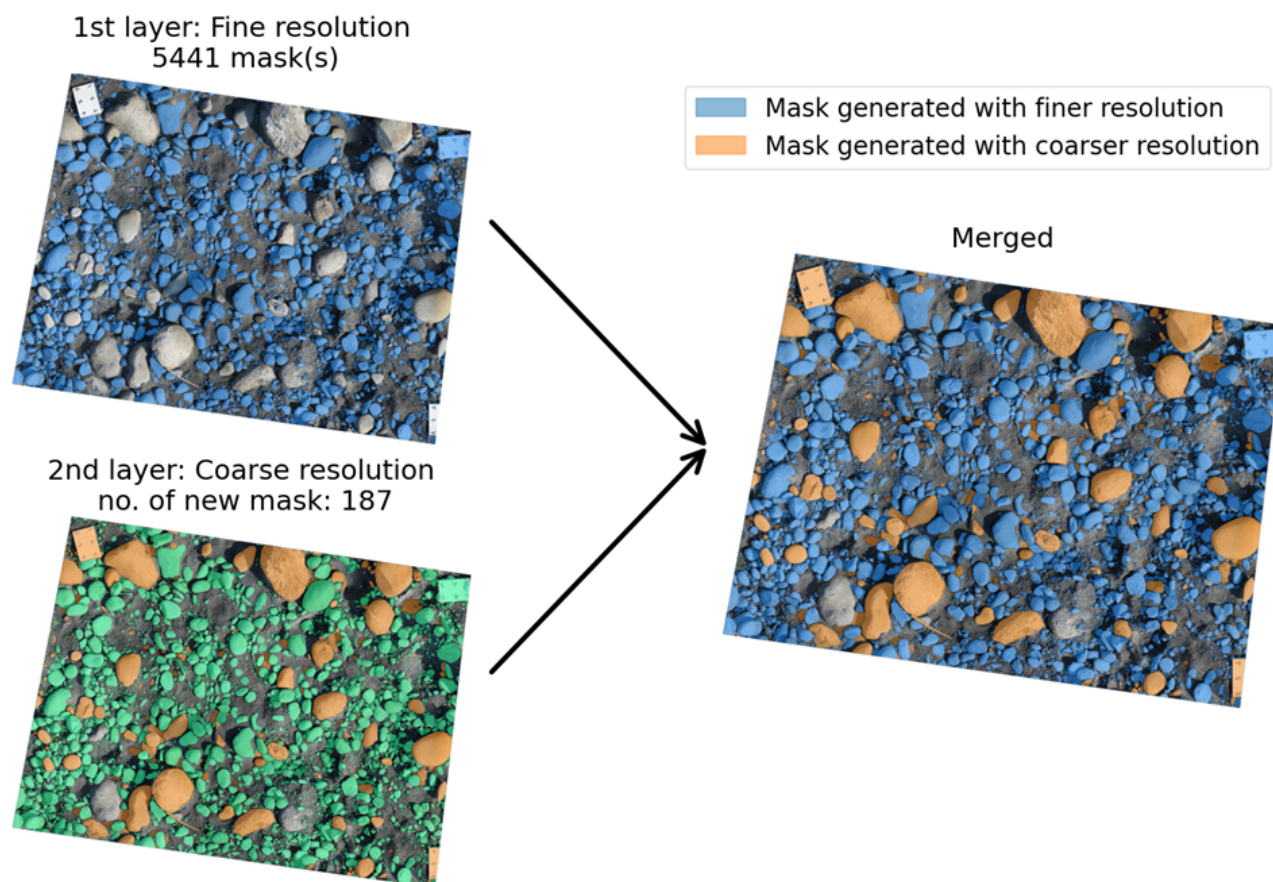 1st layer: Fine resolution
5441 mask(s)
Mask generated with finer resolution
Mask generated with coarser resolution
Merged
2nd layer: Coarse resolution
no. of new mask: 187